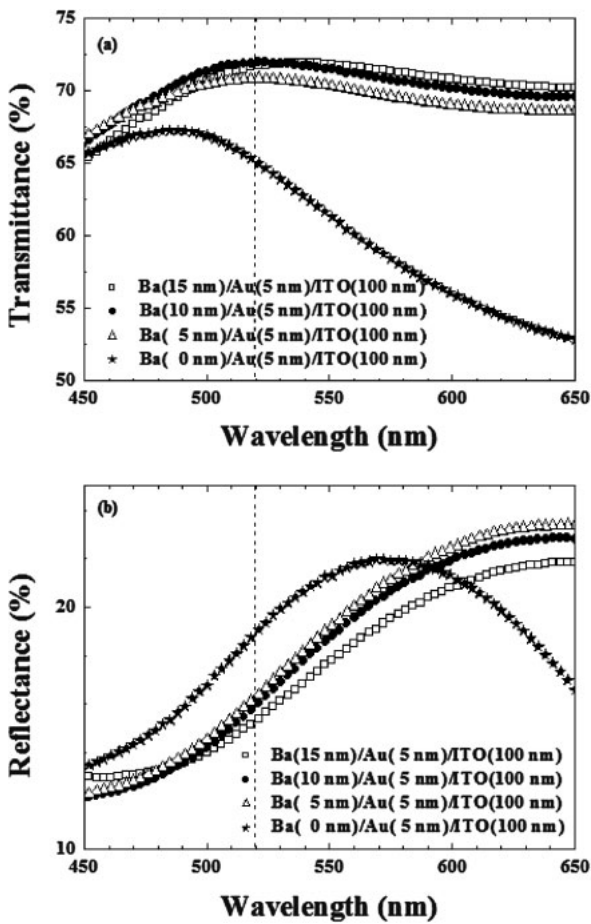 (a)
75
70
65
60
55
50
Transmittance (%)
Ba(15 nm)/Au(5 nm)/ITO(100 nm)
Ba(10 nm)/Au(5 nm)/ITO(100 nm)
Ba( 5 nm)/Au(5 nm)/ITO(100 nm)
Ba( 0 nm)/Au(5 nm)/ITO(100 nm)
450 500 550 600 650
Wavelength (nm)
(b)
20
10
Reflectance (%)
Ba(15 nm)/Au( 5 nm)/ITO(100 nm)
Ba(10 nm)/Au( 5 nm)/ITO(100 nm)
Ba( 5 nm)/Au( 5 nm)/ITO(100 nm)
Ba( 0 nm)/Au( 5 nm)/ITO(100 nm)
450 500 550 600 650
Wavelength (nm)